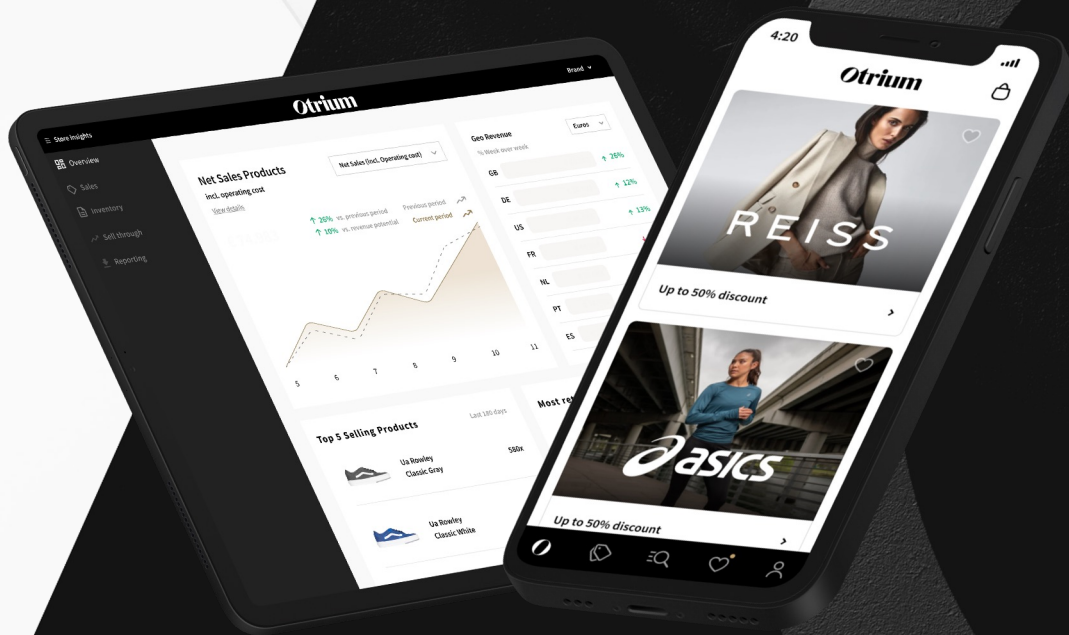 Otrium
Brand
Store Insights
Overview
Sales
Inventory
Sell through
Reporting
Net Sales Products
incl. operating cost
View details
Net Sales (Incl. Operating cost)
26% vs. previous period
10% vs. revenue potential
Previous period
Current period
5 6 7 8 9 10 11
Geo Revenue
Euros
% Week over week
GB 26%
DE 12%
US 13%
FR
NL
PT
ES
Top 5 Selling Products
Last 180 days
Ua Rowley
Classic Gray
580x
Ua Rowley
Classic White
Most ret
4:20
Otrium
REISS
Up to 50% discount
asics
Up to 50% discount